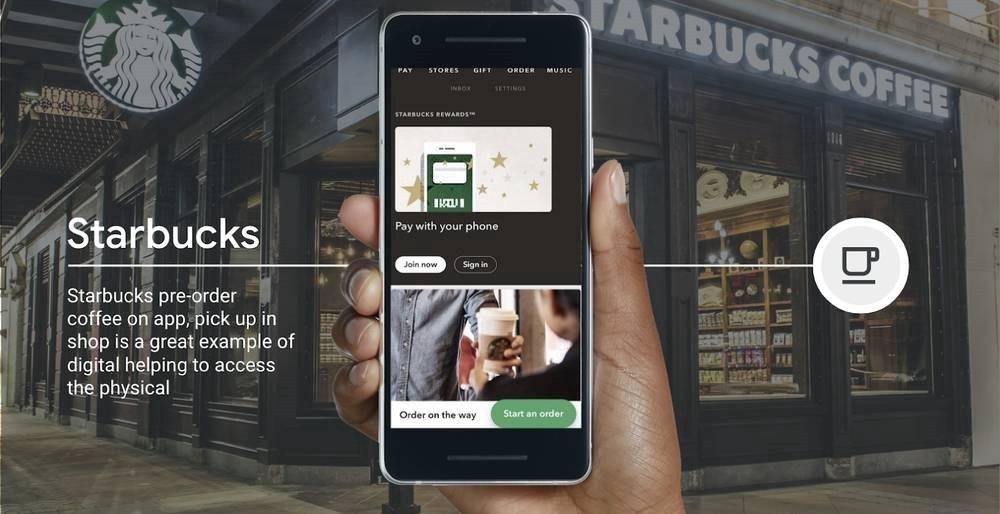 STARBUCKS COFFEE
PAY STORES GIFT ORDER MUSIC
INBOX SETTINGS
STARBUCKS REWARDS™
Pay with your phone
Join now Sign in
Order on the way Start an order
Starbucks
Starbucks pre-order
coffee on app, pick up in
shop is a great example of
digital helping to access
the physical